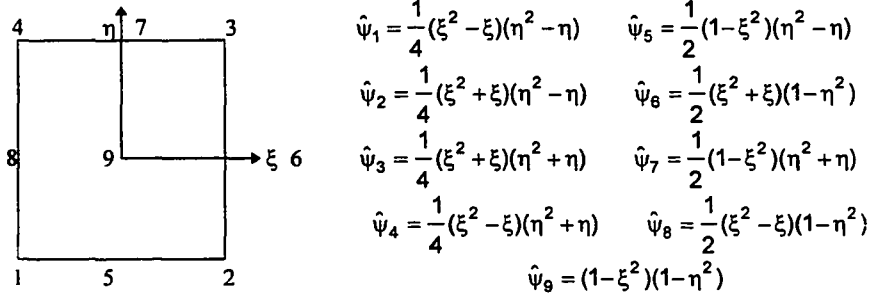 4 η 7 3
8 9 ξ 6
1 5 2
ψ̂₁ = 1/4 (ξ² − ξ)(η² − η) ψ̂₅ = 1/2 (1 − ξ²)(η² − η)
ψ̂₂ = 1/4 (ξ² + ξ)(η² − η) ψ̂₆ = 1/2 (ξ² + ξ)(1 − η²)
ψ̂₃ = 1/4 (ξ² + ξ)(η² + η) ψ̂₇ = 1/2 (1 − ξ²)(η² + η)
ψ̂₄ = 1/4 (ξ² − ξ)(η² + η) ψ̂₈ = 1/2 (ξ² − ξ)(1 − η²)
ψ̂₉ = (1 − ξ²)(1 − η²)